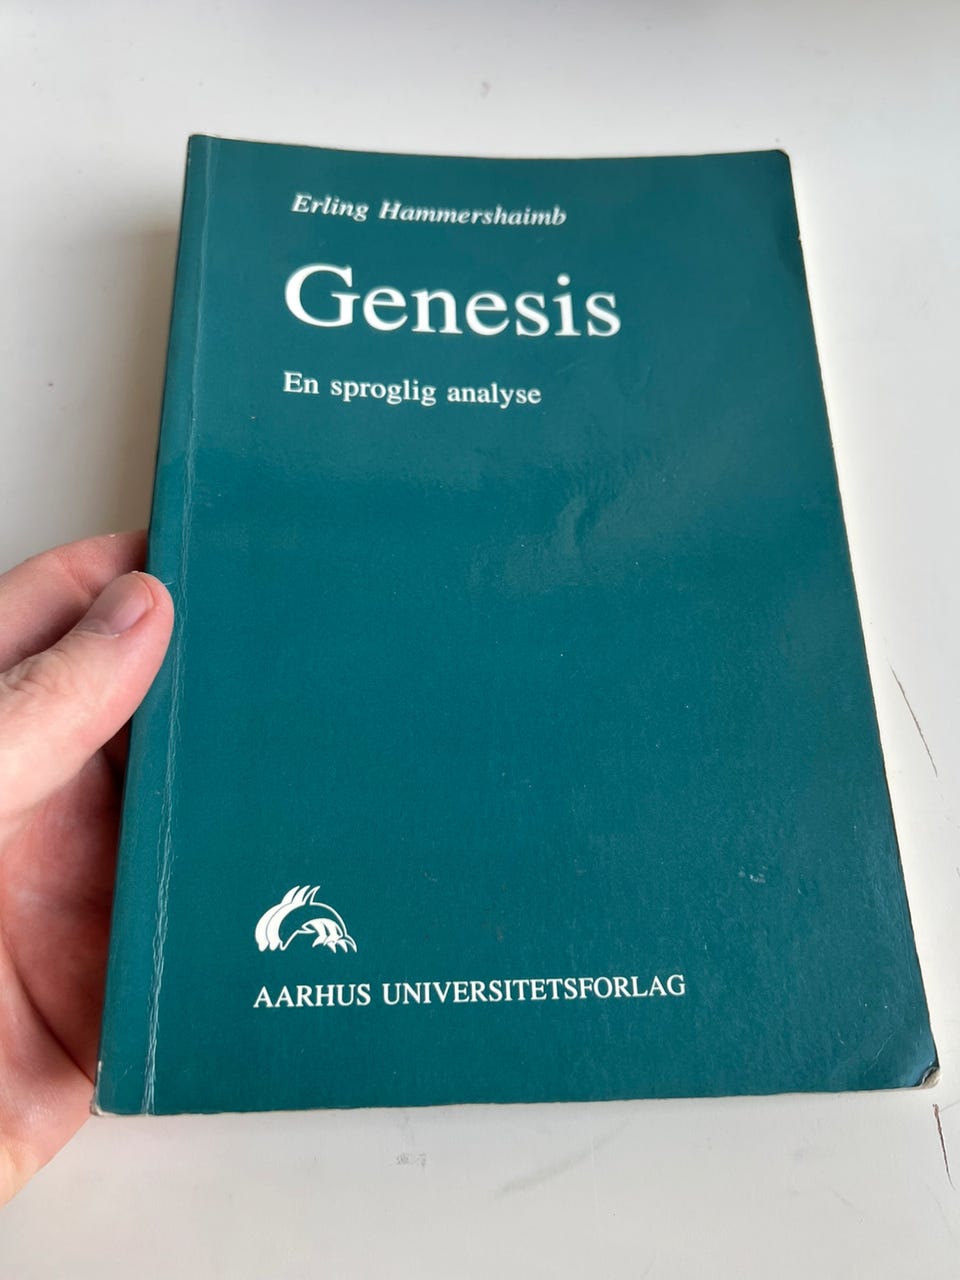 Erling Hammershaimb
Genesis
En sproglig analyse
AARHUS UNIVERSITETSFORLAG